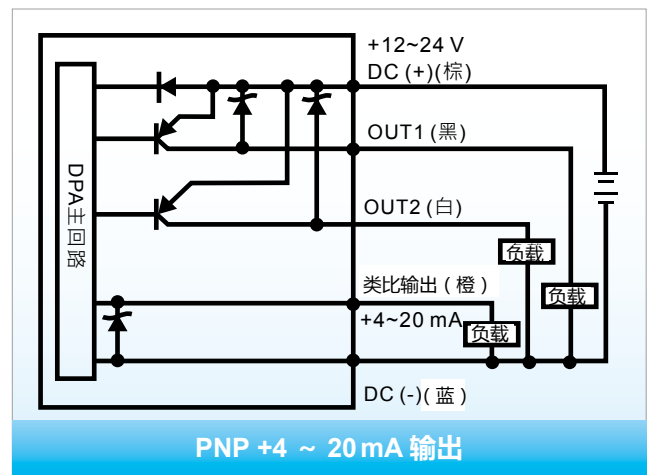 +12~24 V
DC (+)(棕)
OUT1 (黑)
DPA主回路
OUT2 (白)
负载
类比输出 ( 橙 )
负载
+4~20 mA
负载
DC (-)( 蓝 )
PNP +4 ~ 20 mA 输出